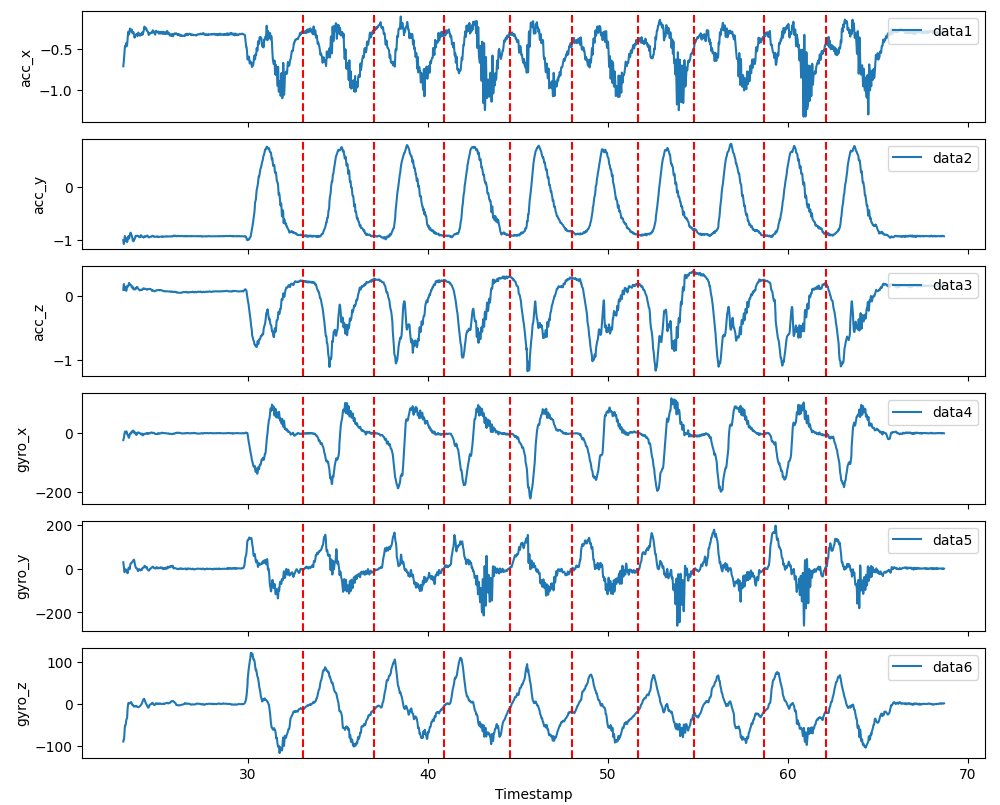 acc_x
−0.5
−1.0
data1
acc_y
0
−1
data2
acc_z
0
−1
data3
gyro_x
0
−200
data4
gyro_y
200
0
−200
data5
gyro_z
100
0
−100
data6
30 40 50 60 70
Timestamp